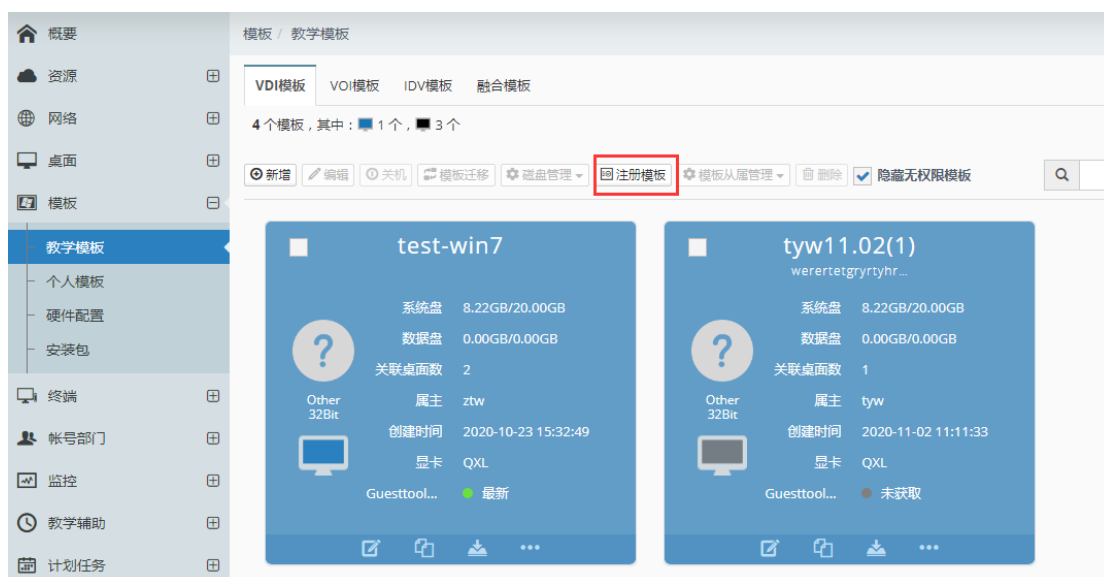 概要
资源
网络
桌面
模板
教学模板
个人模板
硬件配置
安装包
终端
帐号部门
监控
教学辅助
计划任务
模板 / 教学模板
VDI模板 VOI模板 IDV模板 融合模板
4 个模板 , 其中 : 1 个 , 3 个
新增 编辑 关机 模板迁移 磁盘管理 注册模板 模板从属管理 删除 隐藏无权限模板
test-win7
系统盘 8.22GB/20.00GB
数据盘 0.00GB/0.00GB
关联桌面数 2
Other
32Bit
属主 ztw
创建时间 2020-10-23 15:32:49
显卡 QXL
Guesttool... 最新
tyw11.02(1)
werertetgryrtyhr...
系统盘 8.22GB/20.00GB
数据盘 0.00GB/0.00GB
关联桌面数 1
Other
32Bit
属主 tyw
创建时间 2020-11-02 11:11:33
显卡 QXL
Guesttool... 未获取